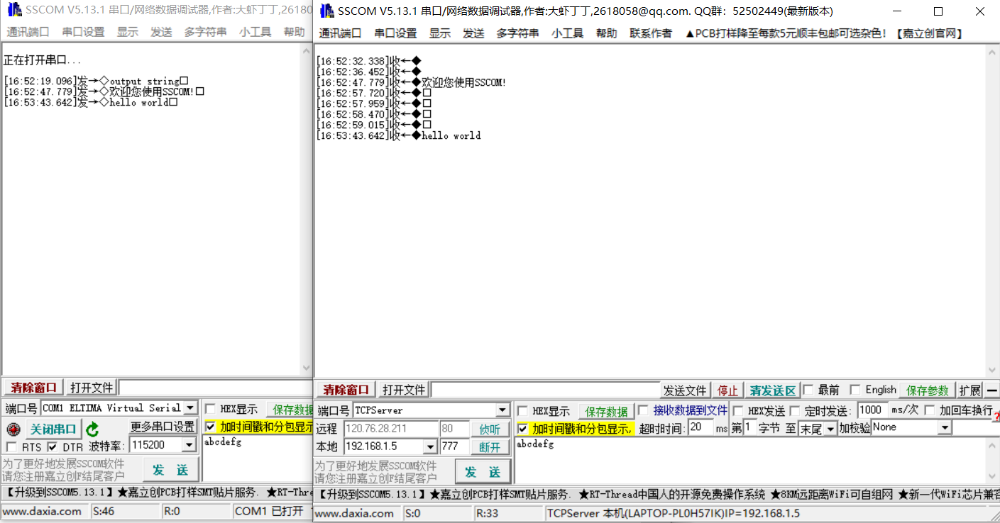 SSCOM V5.13.1 串口/网络数据调试器,作者:大虾丁丁,261805
通讯端口 串口设置 显示 发送 多字符串 小工具 帮助
正在打开串口...
[16:52:19.096]发→◇output string□
[16:52:47.779]发→◇欢迎您使用SSCOM!□
[16:53:43.642]发→◇hello world□
清除窗口 打开文件
端口号 COM1 ELTIMA Virtual Serial HEX显示 保存数据
关闭串口 更多串口设置 加时间戳和分包显示
RTS DTR 波特率: 115200 abcdefg
为了更好地发展SSCOM软件
请您注册嘉立创F结尾客户
发 送
【升级到SSCOM5.13.1】★嘉立创PCB打样SMT贴片服务. ★RT-Thre
www.daxia.com S:46 R:0 COM1 已打开
SSCOM V5.13.1 串口/网络数据调试器,作者:大虾丁丁,2618058@qq.com. QQ群：52502449(最新版本)
通讯端口 串口设置 显示 发送 多字符串 小工具 帮助 联系作者 ▲PCB打样降至每款5元顺丰包邮可选杂色！【嘉立创官网】
[16:52:32.338]收←◆
[16:52:36.452]收←◆
[16:52:47.779]收←◆欢迎您使用SSCOM!
[16:52:57.720]收←◆□
[16:52:57.959]收←◆□
[16:52:58.470]收←◆□
[16:52:59.015]收←◆□
[16:53:43.642]收←◆hello world
清除窗口 打开文件 发送文件 停止 清发送区 最前 English 保存参数 扩展 —
端口号 TCPServer HEX显示 保存数据 接收数据到文件 HEX发送 定时发送: 1000 ms/次 加回车换行
远程 120.76.28.211 80 侦听 加时间戳和分包显示, 超时时间: 20 ms 第 1 字节 至 末尾 加校验 None
本地 192.168.1.5 777 断开 abcdefg
为了更好地发展SSCOM软件
请您注册嘉立创F结尾客户
发 送
【升级到SSCOM5.13.1】★嘉立创PCB打样SMT贴片服务. ★RT-Thread中国人的开源免费操作系统 ★8KM远距离WiFi可自组网 ★新一代WiFi芯片兼容
www.daxia.com S:0 R:33 TCPServer 本机(LAPTOP-PL0H57IK)IP=192.168.1.5